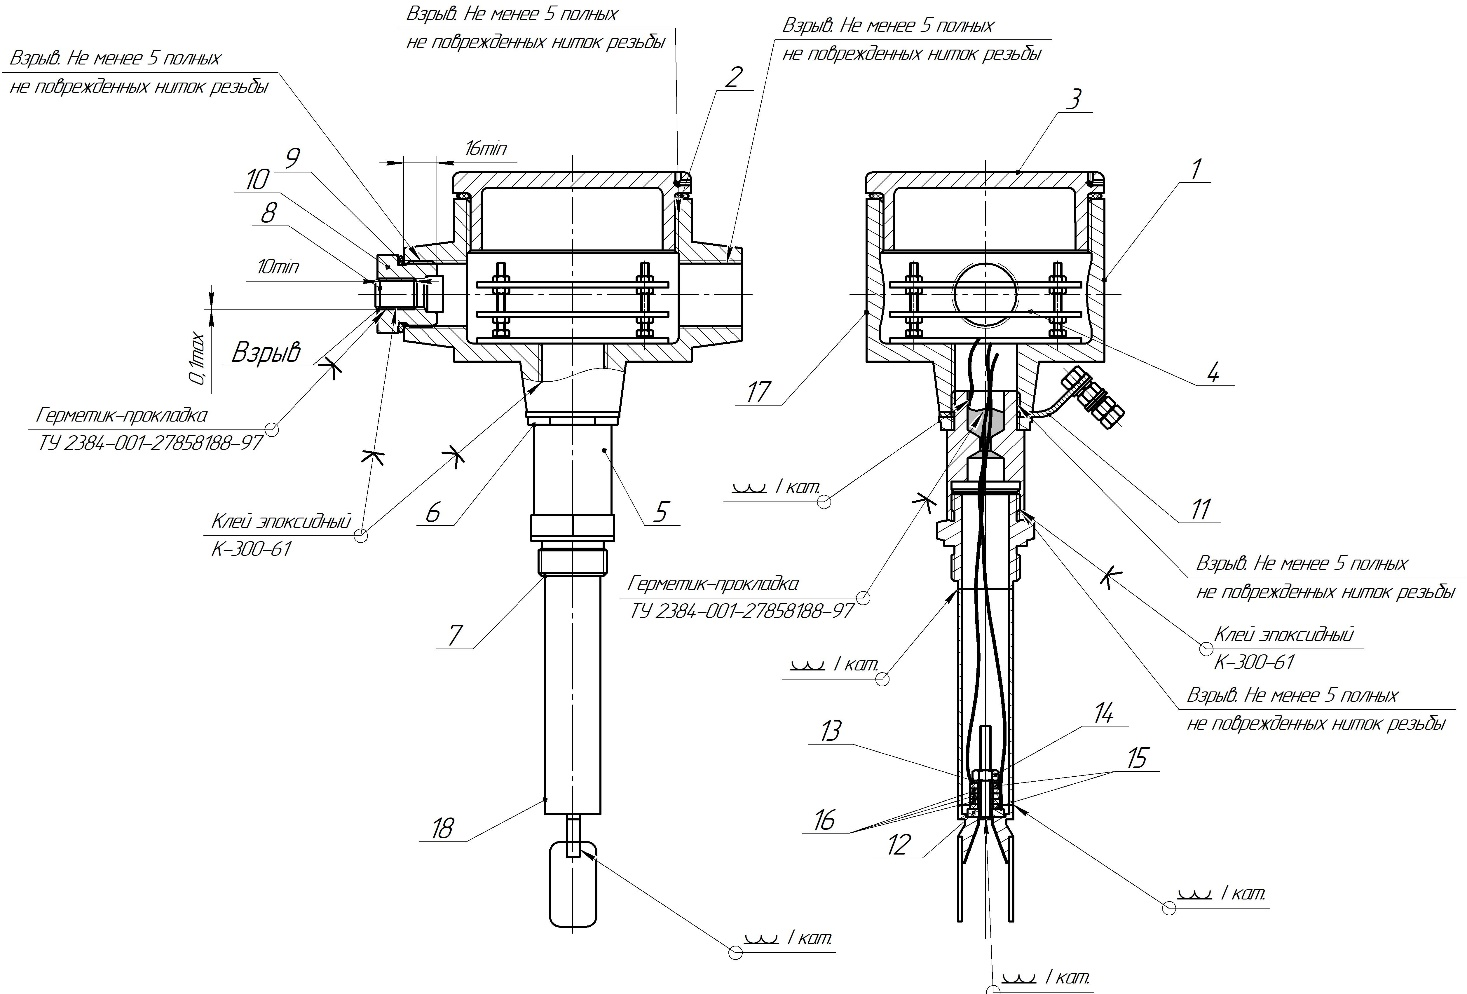 Взрыв. Не менее 5 полных
не поврежденных ниток резьбы
Взрыв. Не менее 5 полных
не поврежденных ниток резьбы
Взрыв. Не менее 5 полных
не поврежденных ниток резьбы
2
3
1
9
10
8
16min
10min
0,1max
Взрыв
Герметик-прокладка
ТУ 2384-001-27858188-97
Клей эпоксидный
К-300-61
6
5
7
18
17
4
11
I кат.
Герметик-прокладка
ТУ 2384-001-27858188-97
I кат.
Взрыв. Не менее 5 полных
не поврежденных ниток резьбы
Клей эпоксидный
К-300-61
Взрыв. Не менее 5 полных
не поврежденных ниток резьбы
13
14
15
16
12
I кат.
I кат.
I кат.